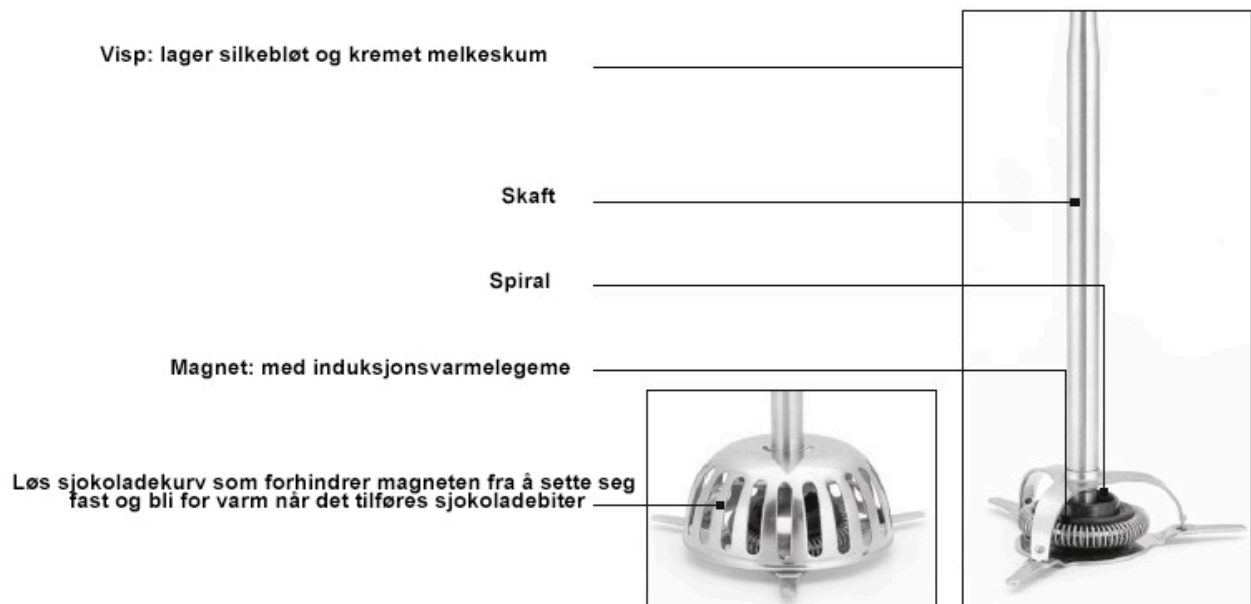 Visp: lager silkebløt og kremet melkeskum
Skaft
Spiral
Magnet: med induksjonsvarmelegeme
Løs sjokoladekurv som forhindrer magneten fra å sette seg
fast og bli for varm når det tilføres sjokoladebiter